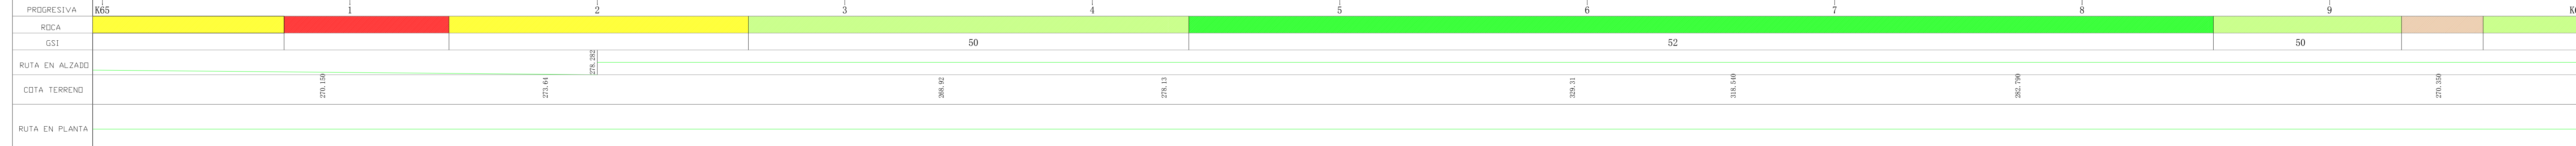 PROGRESIVA K65 1 2 3 4 5 6 7 8 9
ROCA
GSI 50 52 50
RUTA EN ALZADO 278.282
COTA TERRENO 270.150 273.64 268.92 278.13 329.31 318.540 282.790 270.350
RUTA EN PLANTA